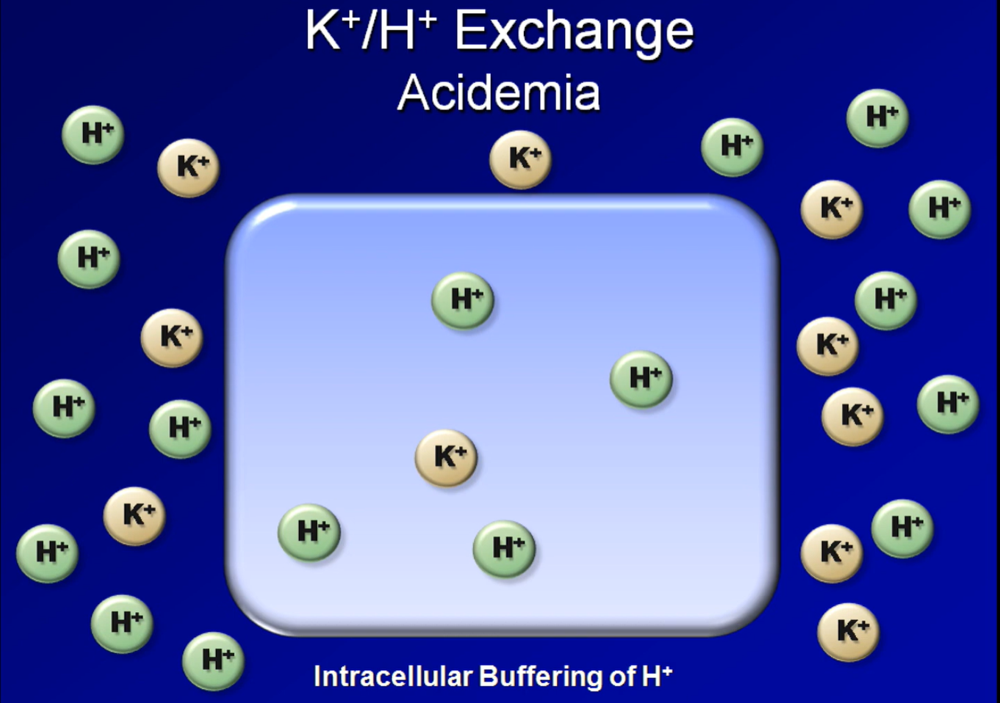 K⁺/H⁺ Exchange
Acidemia
H⁺
H⁺
K⁺
H⁺
K⁺
K⁺
H⁺
H⁺
K⁺
H⁺
H⁺
H⁺
K⁺
K⁺
H⁺
H⁺
H⁺
H⁺
K⁺
K⁺
K⁺
H⁺
H⁺
H⁺
H⁺
K⁺
H⁺
K⁺
H⁺
Intracellular Buffering of H⁺